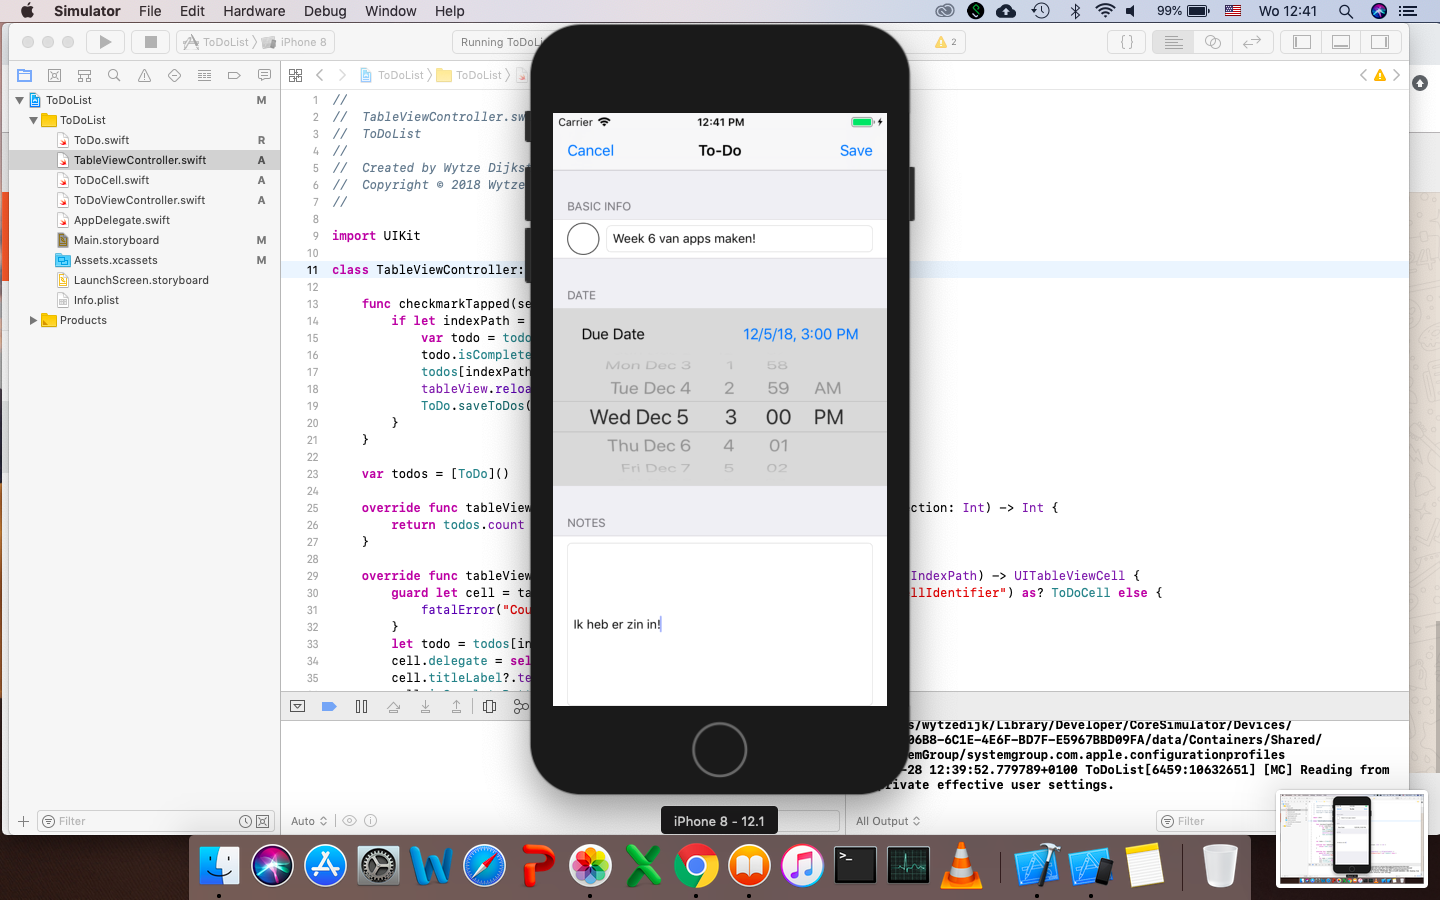 Simulator File Edit Hardware Debug Window Help 99% Wo 12:41
ToDoList iPhone 8 Running ToDoLi 2
ToDoList ToDoList
ToDoList M
ToDoList
ToDo.swift R
TableViewController.swift A
ToDoCell.swift A
ToDoViewController.swift A
AppDelegate.swift
Main.storyboard M
Assets.xcassets M
LaunchScreen.storyboard
Info.plist
Products
Filter
1 //
2 // TableViewController.sw
3 // ToDoList
4 //
5 // Created by Wytze Dijks
6 // Copyright © 2018 Wytze
7 //
8
9 import UIKit
10
11 class TableViewController:
12
13 func checkmarkTapped(se
14 if let indexPath =
15 var todo = todo
16 todo.isComplete
17 todos[indexPath
18 tableView.reloa
19 ToDo.saveToDos(
20 }
21 }
22
23 var todos = [ToDo]()
24
25 override func tableView ction: Int) -> Int {
26 return todos.count
27 }
28
29 override func tableView IndexPath) -> UITableViewCell {
30 guard let cell = ta llIdentifier") as? ToDoCell else {
31 fatalError("Cou
32 }
33 let todo = todos[in
34 cell.delegate = sel
35 cell.titleLabel?.te
Carrier 12:41 PM
Cancel To-Do Save
BASIC INFO
Week 6 van apps maken!
DATE
Due Date 12/5/18, 3:00 PM
Mon Dec 3 1 58
Tue Dec 4 2 59 AM
Wed Dec 5 3 00 PM
Thu Dec 6 4 01
Fri Dec 7 5 02
NOTES
Ik heb er zin in!
iPhone 8 - 12.1
s/wytzedijk/Library/Developer/CoreSimulator/Devices/
06B8-6C1E-4E6F-BD7F-E5967BBD09FA/data/Containers/Shared/
emGroup/systemgroup.com.apple.configurationprofiles
-28 12:39:52.779789+0100 ToDoList[6459:10632651] [MC] Reading from
rivate effective user settings.
Auto All Output Filter